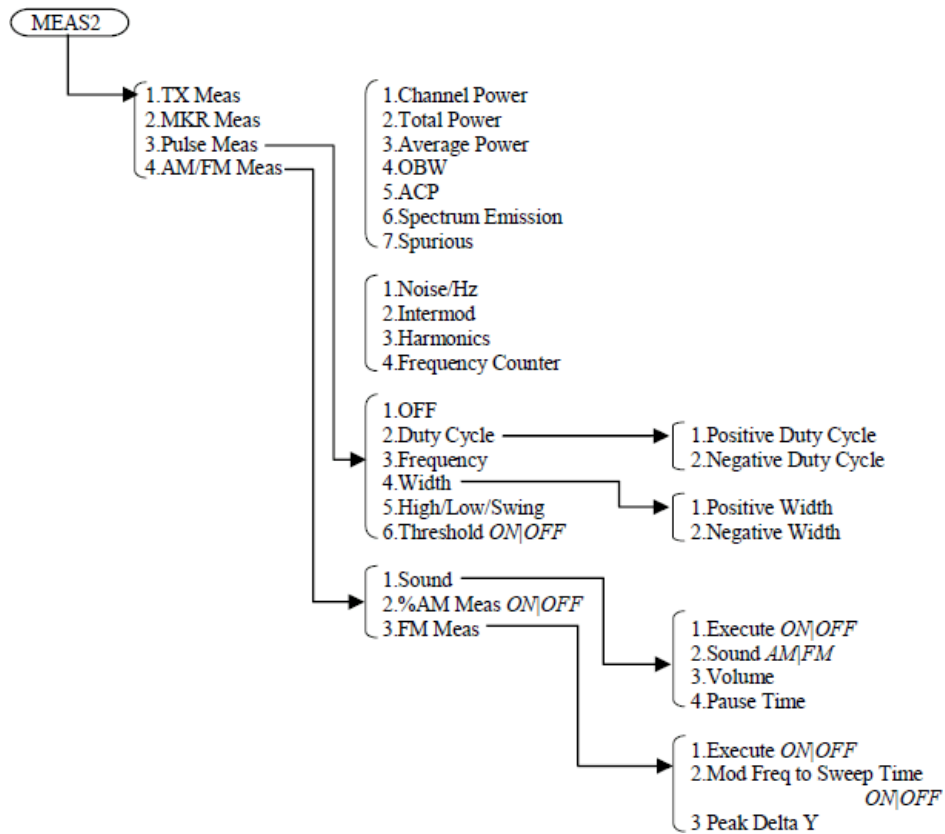 MEAS2
1.TX Meas
2.MKR Meas
3.Pulse Meas
4.AM/FM Meas
1.Channel Power
2.Total Power
3.Average Power
4.OBW
5.ACP
6.Spectrum Emission
7.Spurious
1.Noise/Hz
2.Intermod
3.Harmonics
4.Frequency Counter
1.OFF
2.Duty Cycle
3.Frequency
4.Width
5.High/Low/Swing
6.Threshold ON|OFF
1.Positive Duty Cycle
2.Negative Duty Cycle
1.Positive Width
2.Negative Width
1.Sound
2.%AM Meas ON|OFF
3.FM Meas
1.Execute ON|OFF
2.Sound AM|FM
3.Volume
4.Pause Time
1.Execute ON|OFF
2.Mod Freq to Sweep Time
ON|OFF
3 Peak Delta Y